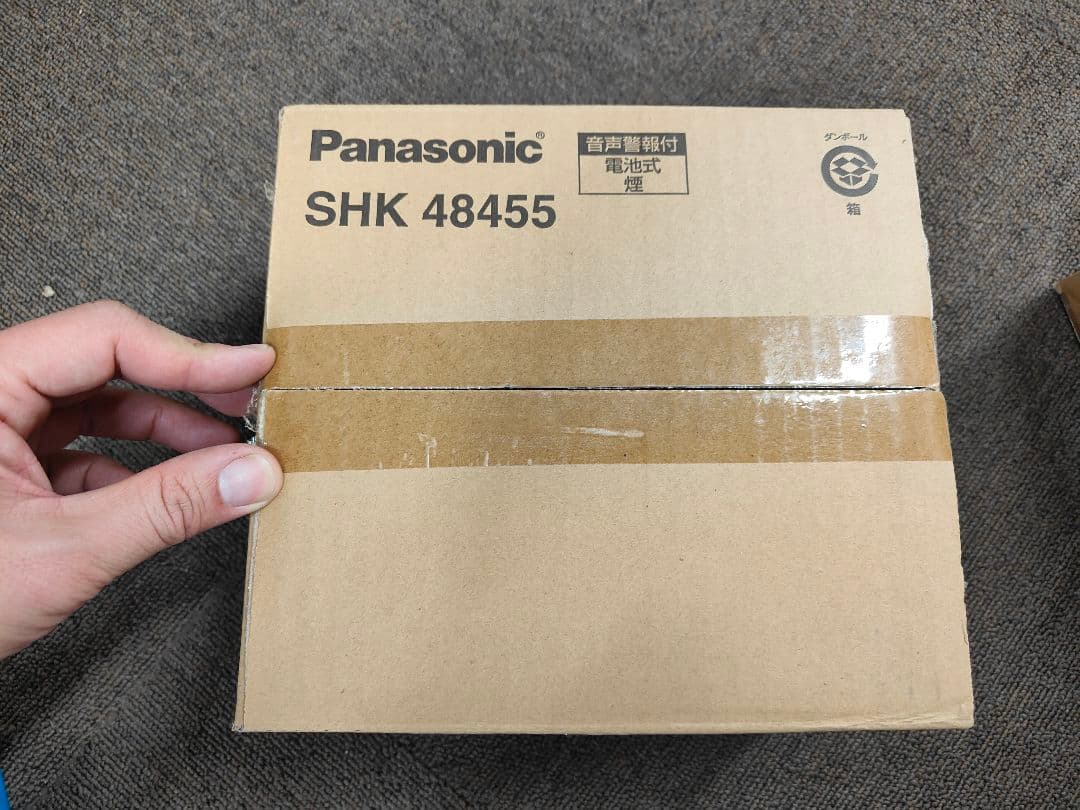 Panasonic®
SHK 48455
音声警報付
電池式
煙
ダンボール
箱